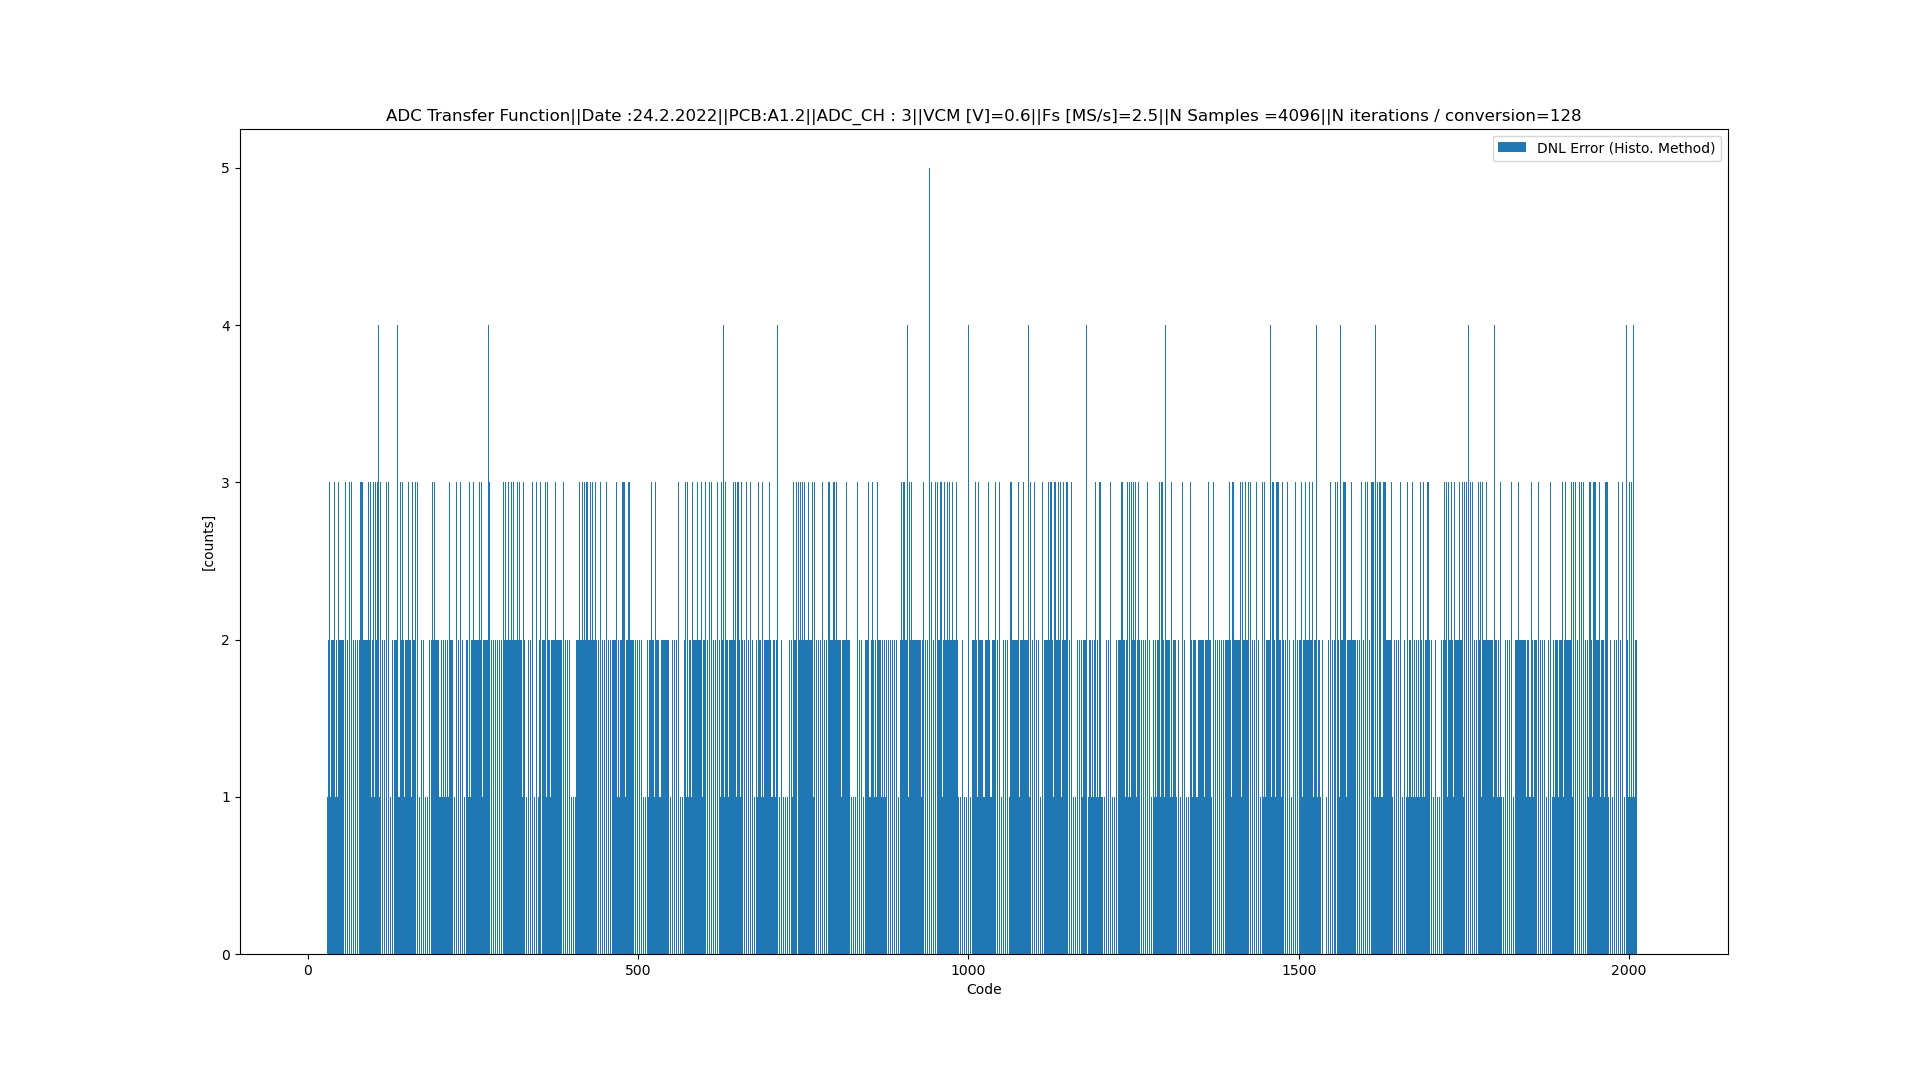 ADC Transfer Function||Date :24.2.2022||PCB:A1.2||ADC_CH : 3||VCM [V]=0.6||Fs [MS/s]=2.5||N Samples =4096||N iterations / conversion=128
DNL Error (Histo. Method)
5
4
3
2
1
0
[counts]
0 500 1000 1500 2000
Code